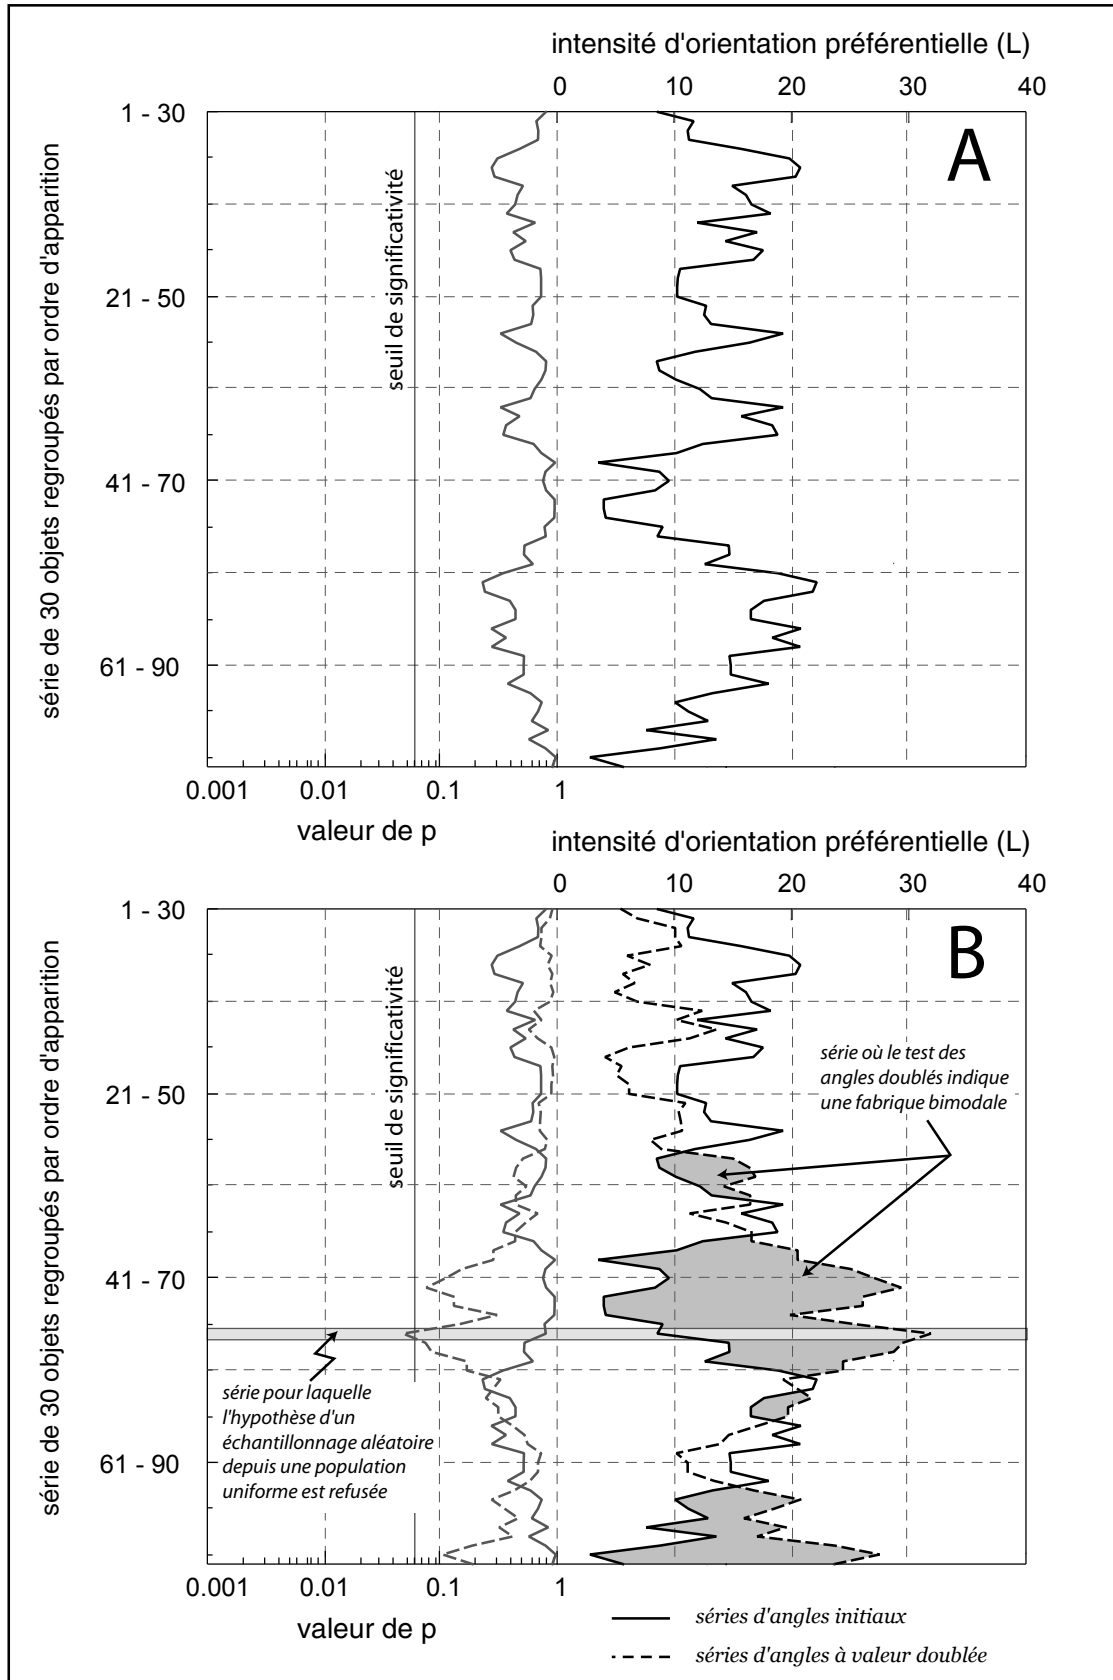 intensité d'orientation préférentielle (L)
0 10 20 30 40
A
série de 30 objets regroupés par ordre d'apparition
1 - 30
21 - 50
41 - 70
61 - 90
seuil de significativité
0.001 0.01 0.1 1
valeur de p
intensité d'orientation préférentielle (L)
0 10 20 30 40
B
série de 30 objets regroupés par ordre d'apparition
1 - 30
21 - 50
41 - 70
61 - 90
seuil de significativité
série où le test des
angles doublés indique
une fabrique bimodale
série pour laquelle
l'hypothèse d'un
échantillonnage aléatoire
depuis une population
uniforme est refusée
0.001 0.01 0.1 1
valeur de p
séries d'angles initiaux
séries d'angles à valeur doublée